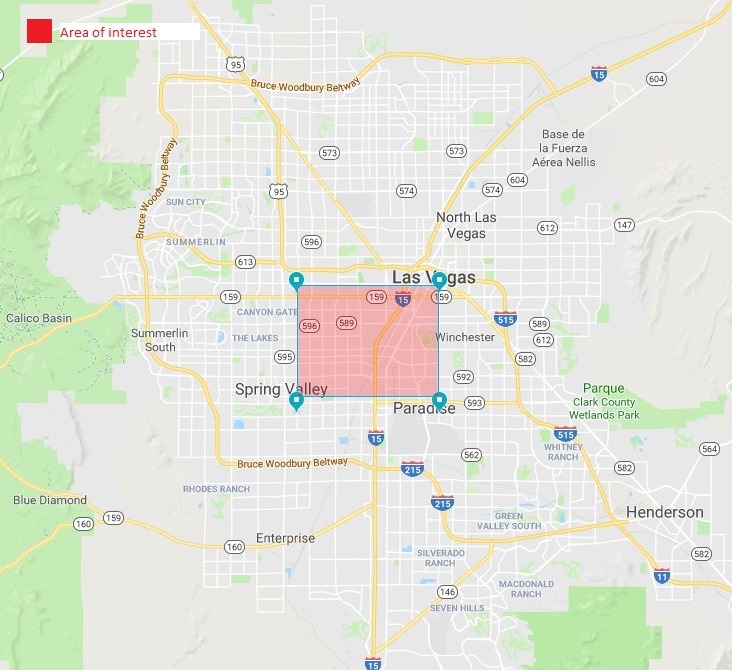 Area of interest
95
15
604
Bruce Woodbury Beltway
Base de
la Fuerza
Aérea Nellis
573
573
604
574
574
95
Bruce Woodbury Beltway
SUN CITY
North Las
Vegas
612
147
596
SUMMERLIN
613
Las Vegas
159
159
15
159
CANYON GATE
Calico Basin
515
589
596
589
Summerlin
South
THE LAKES
Winchester
612
595
582
592
Spring Valley
Parque
Clark County
Wetlands Park
Paradise
593
15
515
WHITNEY
RANCH
564
562
Bruce Woodbury Beltway
215
582
RHODES RANCH
Blue Diamond
215
159
160
GREEN
VALLEY SOUTH
Henderson
Enterprise
160
582
SILVERADO
RANCH
11
MACDONALD
RANCH
146
SEVEN HILLS
15